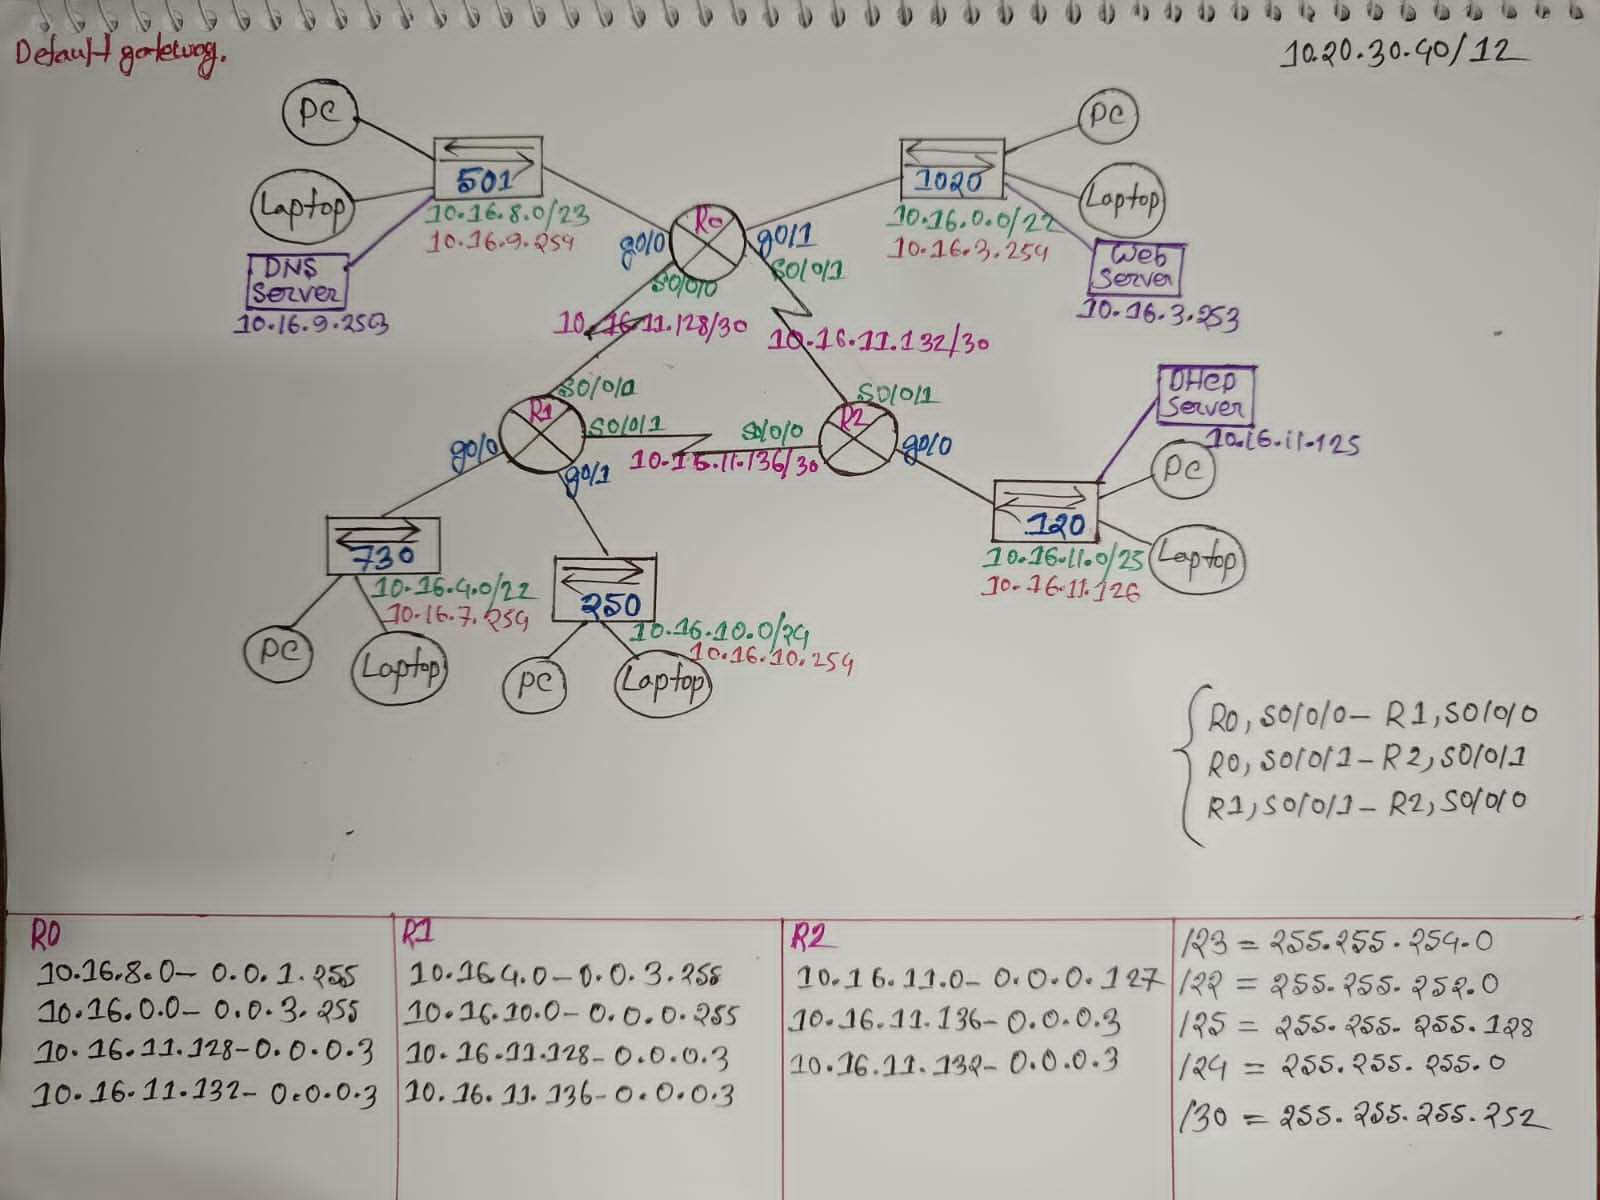 Default gateway.
10.20.30.40/12
PC
501
Laptop
10.16.8.0/23
10.16.9.254
DNS
Server
10.16.9.253
R0
g0/0
g0/1
S0/0/0
S0/0/1
1020
PC
Laptop
10.16.0.0/22
10.16.3.254
Web
Server
10.16.3.253
10.16.11.128/30
10.16.11.132/30
R1
S0/0/0
S0/0/1
g0/0
g0/1
R2
S0/0/1
S0/0/0
g0/0
10.16.11.136/30
DHCP
Server
10.16.11.125
PC
120
10.16.11.0/25
10.16.11.126
Laptop
730
10.16.4.0/22
10.16.7.254
PC
Laptop
250
10.16.10.0/24
10.16.10.254
PC
Laptop
R0, S0/0/0 – R1, S0/0/0
R0, S0/0/1 – R2, S0/0/1
R1, S0/0/1 – R2, S0/0/0
R0
10.16.8.0 – 0.0.1.255
10.16.0.0 – 0.0.3.255
10.16.11.128 – 0.0.0.3
10.16.11.132 – 0.0.0.3
R1
10.16.4.0 – 0.0.3.255
10.16.10.0 – 0.0.0.255
10.16.11.128 – 0.0.0.3
10.16.11.136 – 0.0.0.3
R2
10.16.11.0 – 0.0.0.127
10.16.11.136 – 0.0.0.3
10.16.11.132 – 0.0.0.3
/23 = 255.255.254.0
/22 = 255.255.252.0
/25 = 255.255.255.128
/24 = 255.255.255.0
/30 = 255.255.255.252